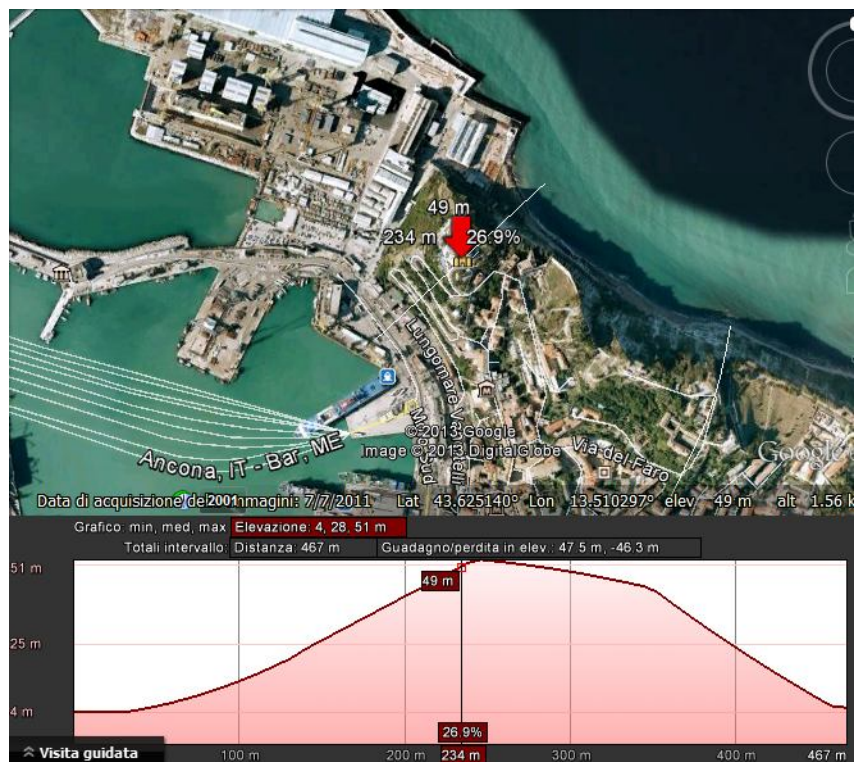 49 m
234 m 26.9%
Lungomare V
Ancona, IT - Bar, ME
© 2013 Google
Image © 2013 DigitalGlobe
Via del Faro
Google
Data di acquisizione delle immagini: 7/7/2011 Lat 43.625140° Lon 13.510297° elev 49 m alt 1.56 k
2001
Grafico: min, med, max Elevazione: 4, 28, 51 m
Totali intervallo: Distanza: 467 m Guadagno/perdita in elev.: 47.5 m, -46.3 m
51 m
49 m
25 m
4 m
26.9%
100 m 200 m 234 m 300 m 400 m 467 m
Visita guidata